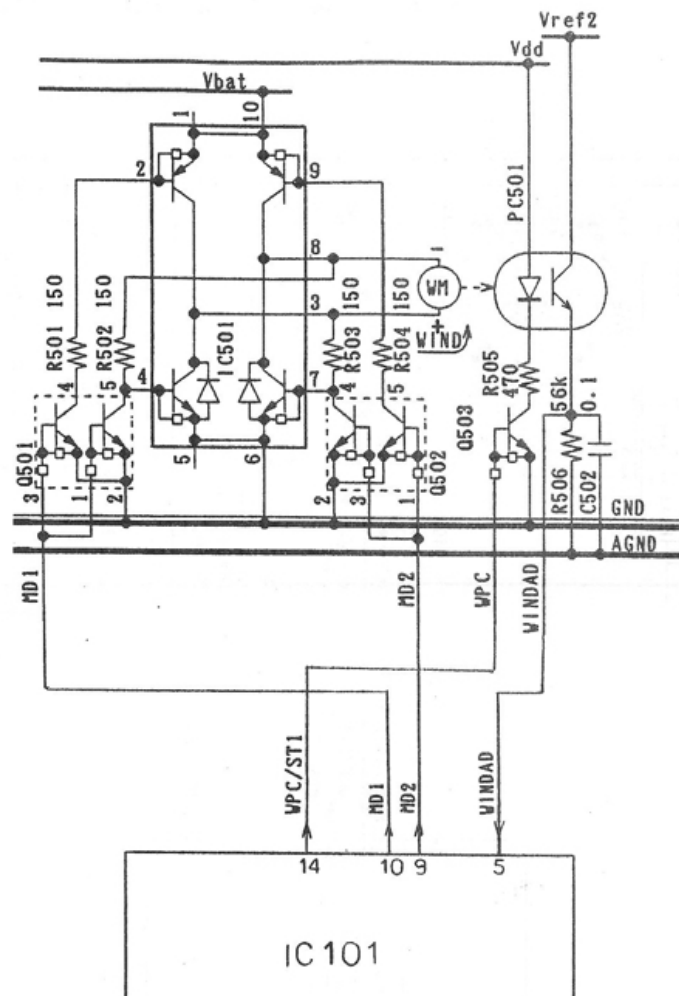 Vref2
Vdd
Vbat
1
10
2
9
PC501
8
1
WM
3
+
WIND
150
150
150
150
R501
R502
IC501
R503
R504
R505
470
56k
0.1
4
5
4
7
4
5
Q501
Q503
Q502
R506
C502
3
1
2
5
6
2
3
1
GND
AGND
MD1
MD2
WPC
WINDAD
WPC/ST1
MD1
MD2
WINDAD
14
10
9
5
IC101